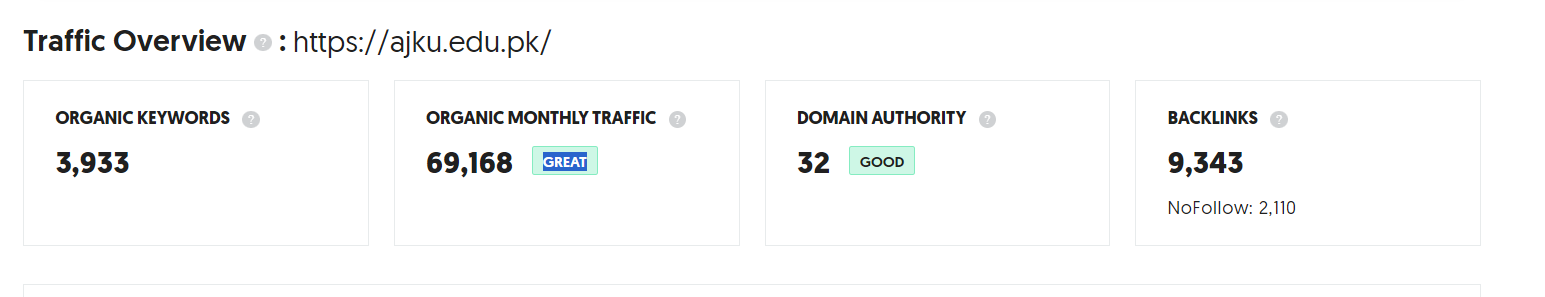 Traffic Overview ? : https://ajku.edu.pk/
ORGANIC KEYWORDS ?
3,933
ORGANIC MONTHLY TRAFFIC ?
69,168 GREAT
DOMAIN AUTHORITY ?
32 GOOD
BACKLINKS ?
9,343
NoFollow: 2,110